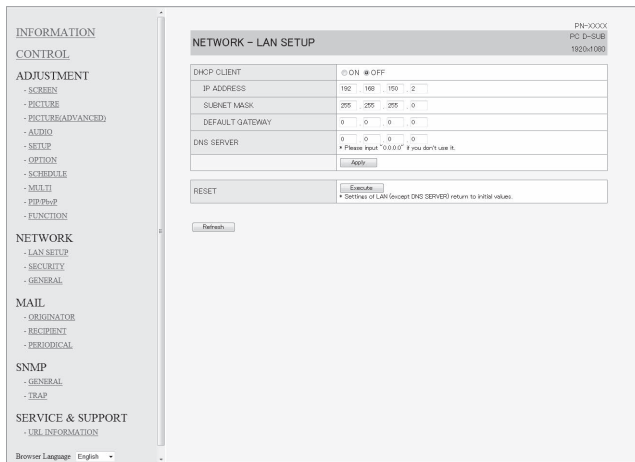 INFORMATION
CONTROL
ADJUSTMENT
- SCREEN
- PICTURE
- PICTURE(ADVANCED)
- AUDIO
- SETUP
- OPTION
- SCHEDULE
- MULTI
- PIP/PbyP
- FUNCTION
NETWORK
- LAN SETUP
- SECURITY
- GENERAL
MAIL
- ORIGINATOR
- RECIPIENT
- PERIODICAL
SNMP
- GENERAL
- TRAP
SERVICE & SUPPORT
- URL INFORMATION
Browser Language English
PN-XXXX
NETWORK – LAN SETUP PC D-SUB
1920x1080
DHCP CLIENT ON OFF
IP ADDRESS 192 . 168 . 150 . 2
SUBNET MASK 255 . 255 . 255 . 0
DEFAULT GATEWAY 0 . 0 . 0 . 0
DNS SERVER 0 . 0 . 0 . 0
* Please input "0.0.0.0" if you don't use it.
Apply
RESET Execute
* Settings of LAN (except DNS SERVER) return to initial values.
Refresh